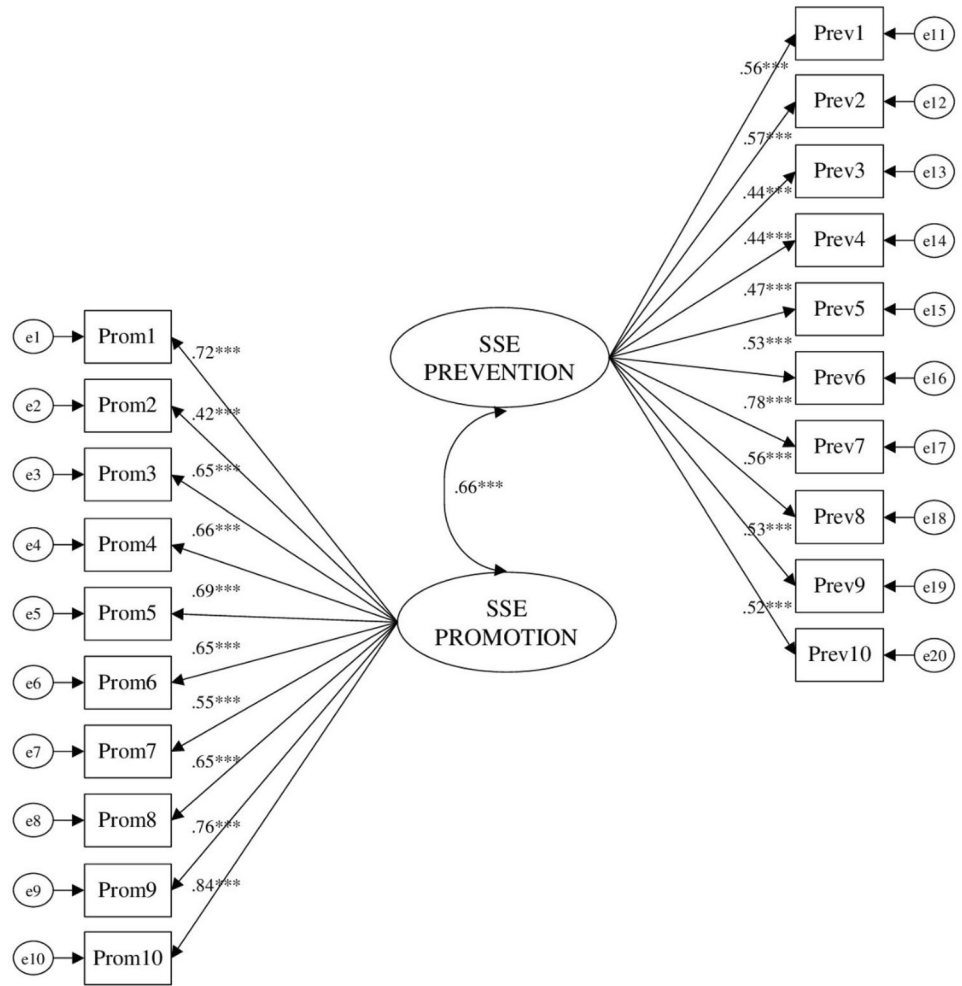 Prev1
e11
.56***
Prev2
e12
.57***
Prev3
e13
.44***
Prev4
e14
.44***
Prev5
e15
.47***
Prev6
e16
.53***
Prev7
e17
.78***
Prev8
e18
.56***
Prev9
e19
.53***
Prev10
e20
.52***
SSE
PREVENTION
.66***
SSE
PROMOTION
e1
Prom1
.72***
e2
Prom2
.42***
e3
Prom3
.65***
e4
Prom4
.66***
e5
Prom5
.69***
e6
Prom6
.65***
e7
Prom7
.55***
e8
Prom8
.65***
e9
Prom9
.76***
e10
Prom10
.84***